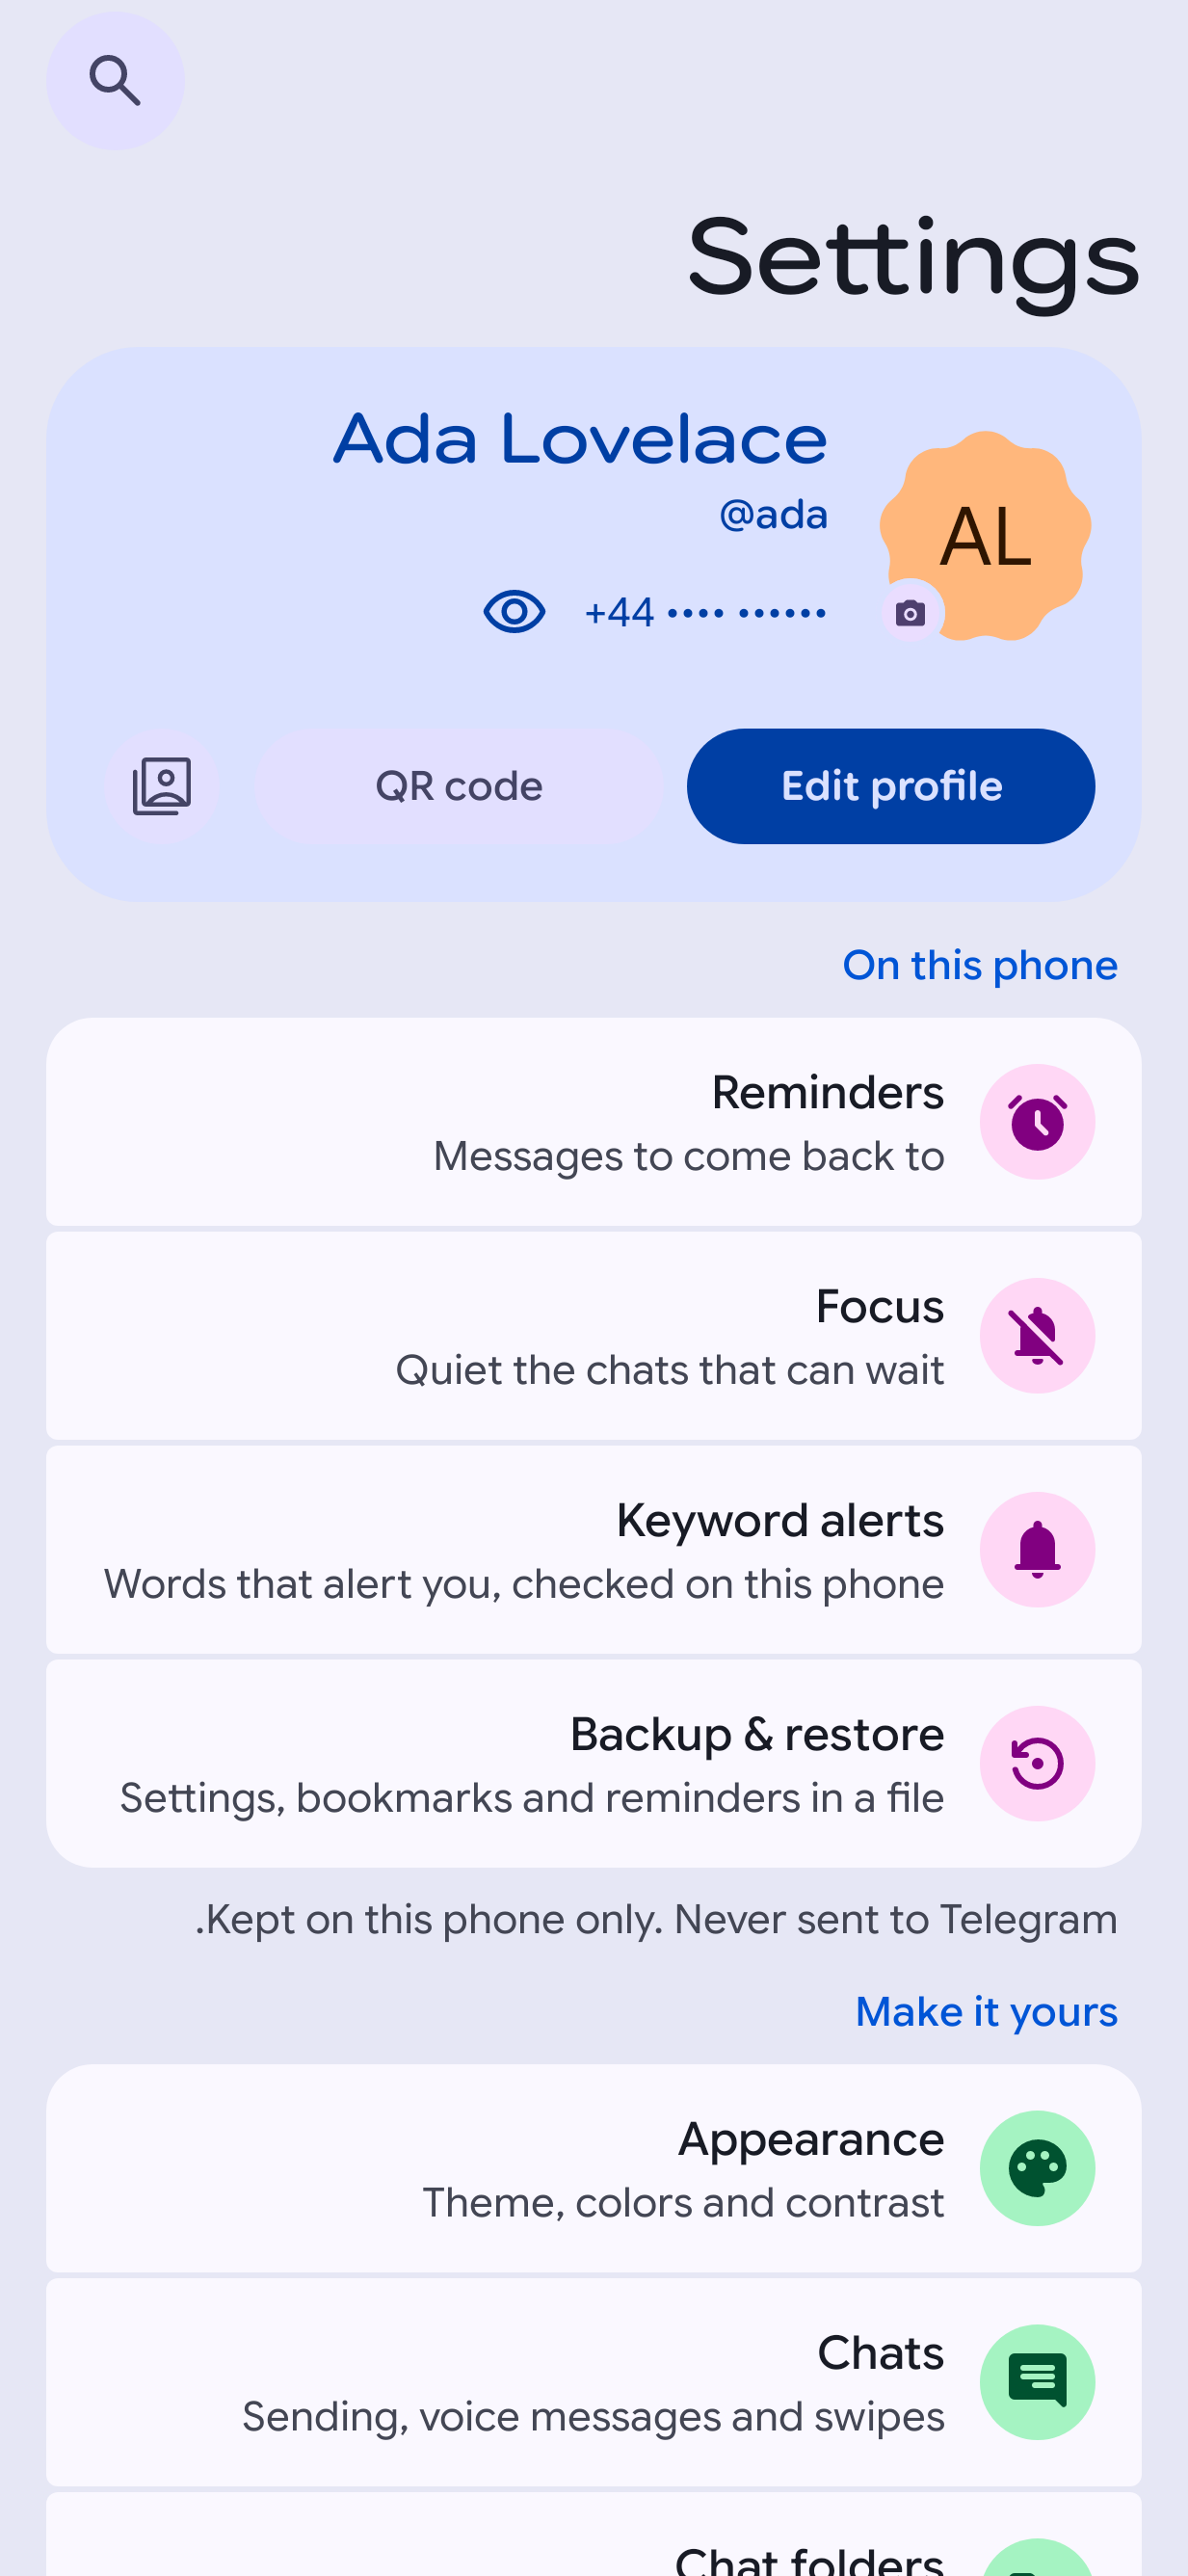 Settings
Ada Lovelace
@ada
+44 •••• ••••••
AL
Edit profile
QR code
On this phone
Reminders
Messages to come back to
Focus
Quiet the chats that can wait
Keyword alerts
Words that alert you, checked on this phone
Backup & restore
Settings, bookmarks and reminders in a file
.Kept on this phone only. Never sent to Telegram
Make it yours
Appearance
Theme, colors and contrast
Chats
Sending, voice messages and swipes
Chat folders